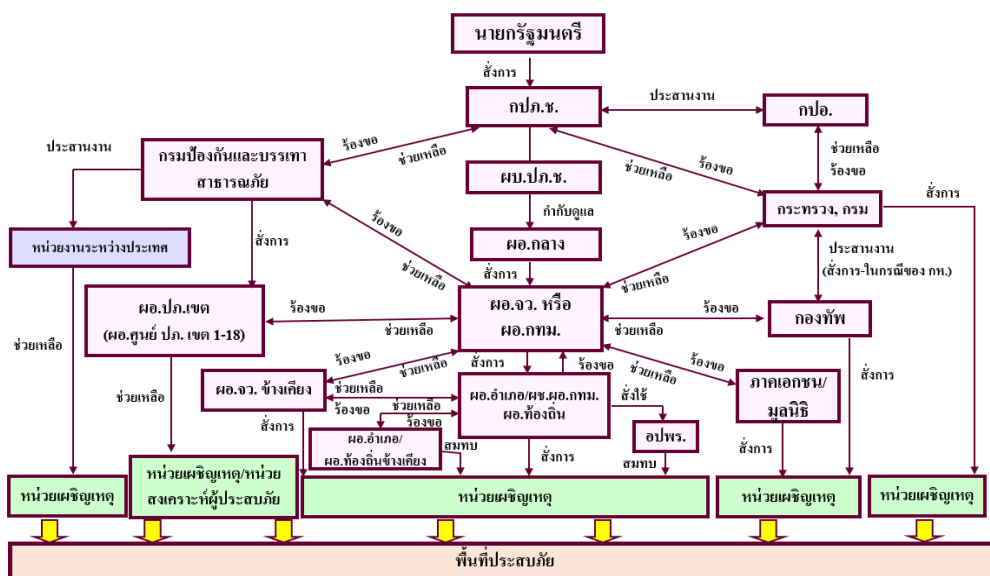 นายกรัฐมนตรี
สั่งการ
กปภ.ช.
ประสานงาน
กปอ.
ประสานงาน
กรมป้องกันและบรรเทา
สาธารณภัย
ร้องขอ
ช่วยเหลือ
ผบ.ปภ.ช.
ร้องขอ
ช่วยเหลือ
ช่วยเหลือ
ร้องขอ
กระทรวง, กรม
สั่งการ
กำกับดูแล
หน่วยงานระหว่างประเทศ
สั่งการ
ร้องขอ
ช่วยเหลือ
ผอ.กลาง
สั่งการ
ร้องขอ
ช่วยเหลือ
ประสานงาน
(สั่งการ-ในกรณีของ กห.)
ผอ.ปภ.เขต
(ผอ.ศูนย์ ปภ. เขต 1-18)
ร้องขอ
ช่วยเหลือ
ผอ.จว. หรือ
ผอ.กทม.
ร้องขอ
ช่วยเหลือ
กองทัพ
ช่วยเหลือ
ช่วยเหลือ
ร้องขอ
ช่วยเหลือ
สั่งการ
ร้องขอ
ร้องขอ
ช่วยเหลือ
สั่งการ
ผอ.จว. ข้างเคียง
ช่วยเหลือ
ร้องขอ
ผอ.อำเภอ/ผช.ผอ.กทม.
ผอ.ท้องถิ่น
สั่งใช้
ภาคเอกชน/
มูลนิธิ
สั่งการ
ช่วยเหลือ
ร้องขอ
ผอ.อำเภอ/
ผอ.ท้องถิ่นข้างเคียง
สมทบ
สั่งการ
อปพร.
สมทบ
สั่งการ
หน่วยเผชิญเหตุ
หน่วยเผชิญเหตุ/หน่วย
สงเคราะห์ผู้ประสบภัย
หน่วยเผชิญเหตุ
หน่วยเผชิญเหตุ
หน่วยเผชิญเหตุ
พื้นที่ประสบภัย